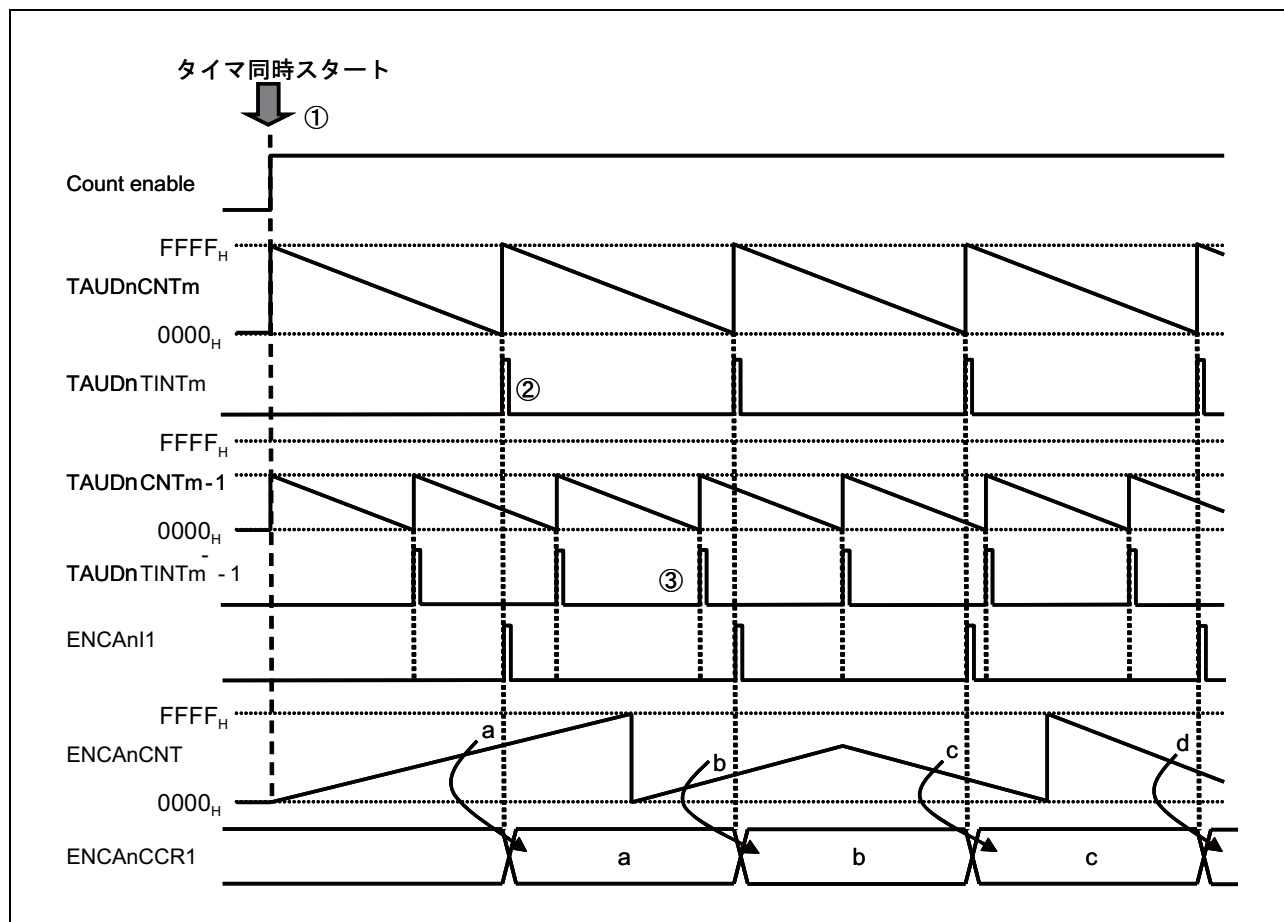 タイマ同時スタート
①
Count enable
FFFFH
TAUDnCNTm
0000H
TAUDnTINTm
②
FFFFH
TAUDnCNTm-1
0000H
TAUDnTINTm - 1
③
ENCAnI1
FFFFH
ENCAnCNT
0000H
a
b
c
d
ENCAnCCR1
a
b
c